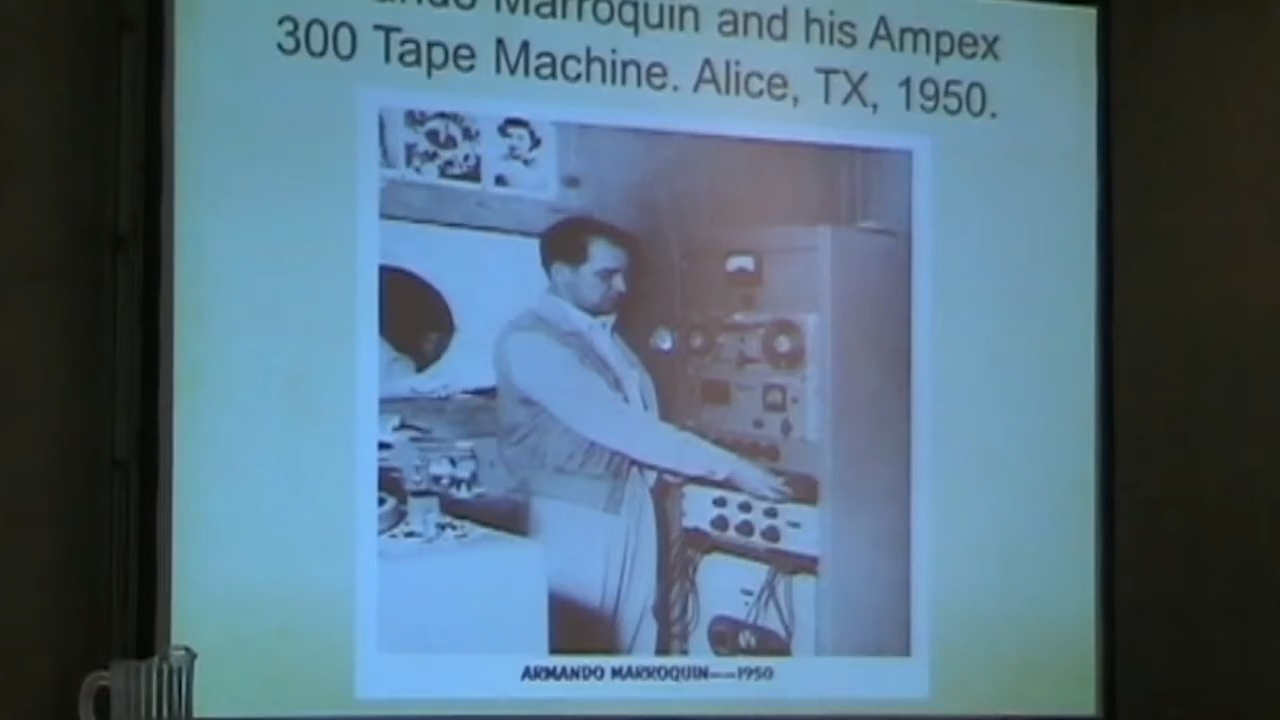 Marroquin and his Ampex
300 Tape Machine. Alice, TX, 1950.
ARMANDO MARROQUIN——1950